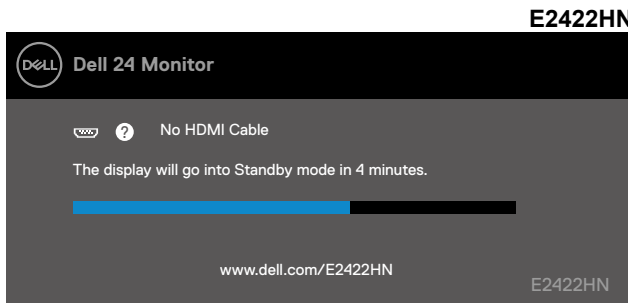 E2422HN
DELL Dell 24 Monitor
No HDMI Cable
The display will go into Standby mode in 4 minutes.
www.dell.com/E2422HN
E2422HN